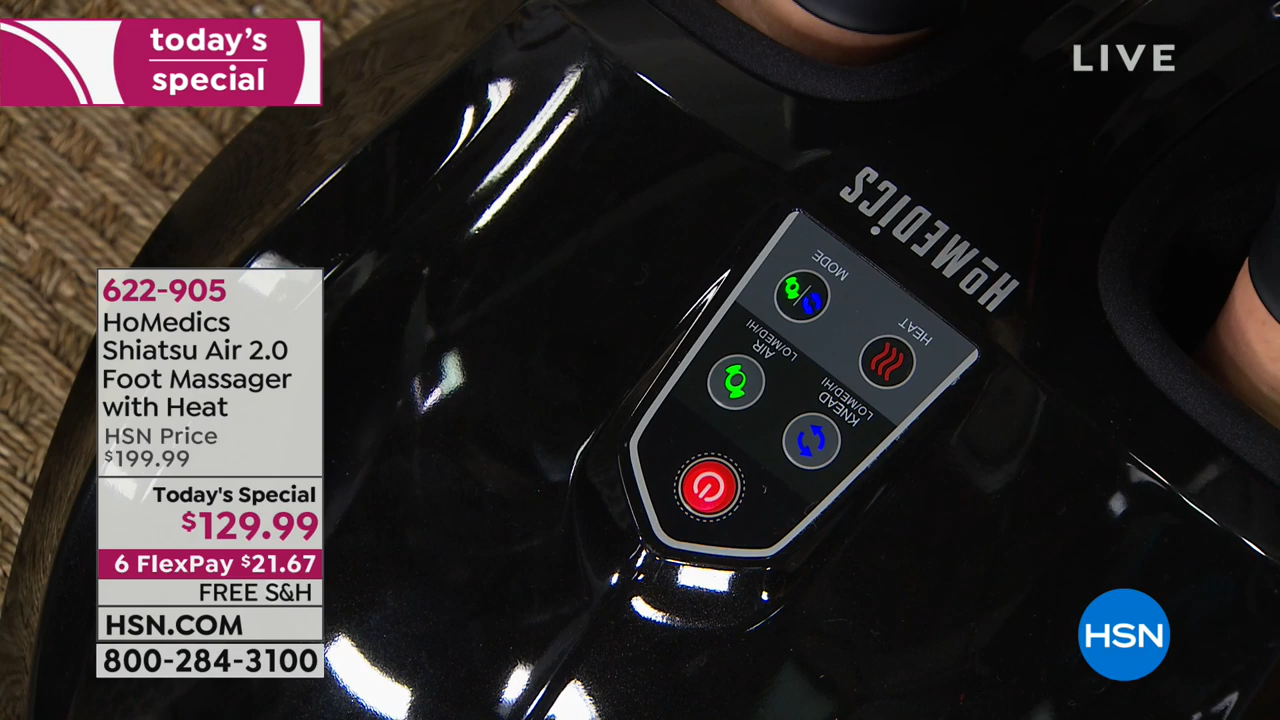 today's
special
LIVE
622-905
HoMedics
Shiatsu Air 2.0
Foot Massager
with Heat
HSN Price
$199.99
Today's Special
$129.99
6 FlexPay $21.67
FREE S&H
HSN.COM
800-284-3100
HoMEDiCS
MODE
HEAT
AIR
LO/MED/HI
KNEAD
LO/MED/HI
HSN